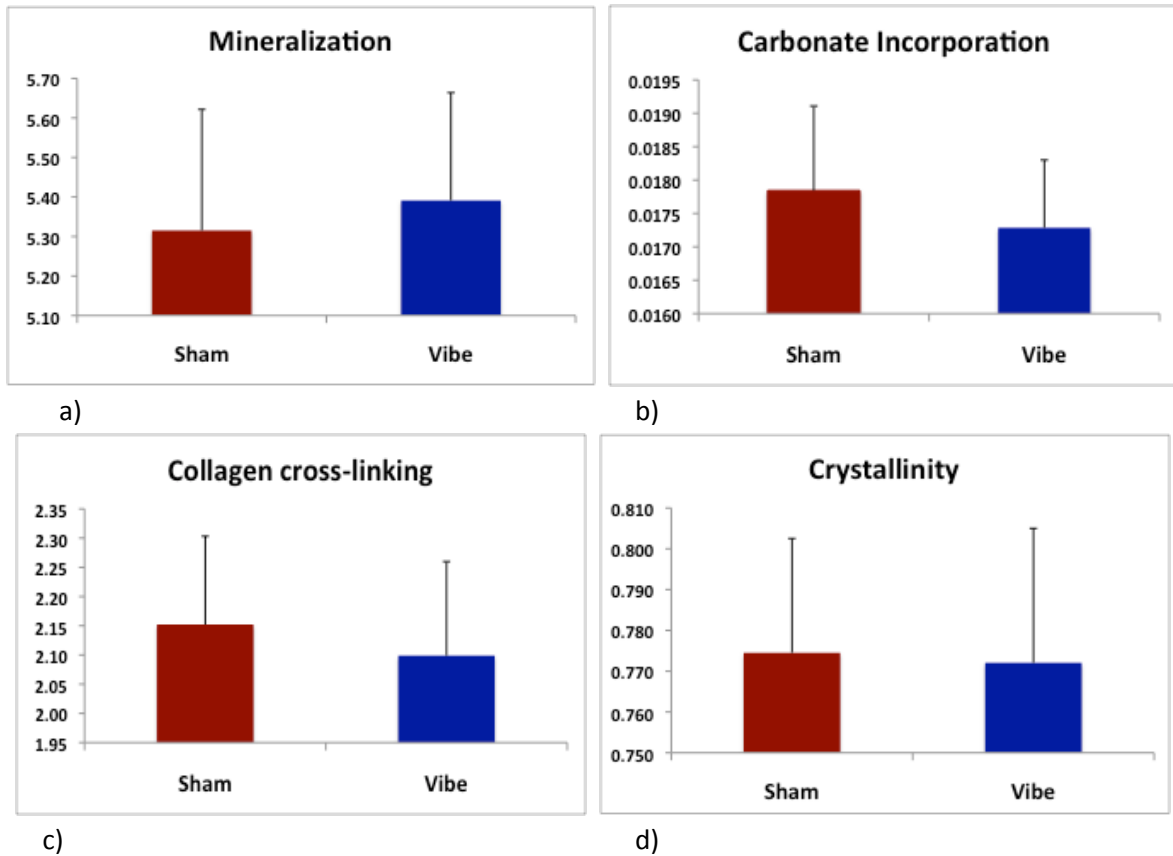 Mineralization
5.70
5.60
5.50
5.40
5.30
5.20
5.10
Sham Vibe
a)
Carbonate Incorporation
0.0195
0.0190
0.0185
0.0180
0.0175
0.0170
0.0165
0.0160
Sham Vibe
b)
Collagen cross-linking
2.35
2.30
2.25
2.20
2.15
2.10
2.05
2.00
1.95
Sham Vibe
c)
Crystallinity
0.810
0.800
0.790
0.780
0.770
0.760
0.750
Sham Vibe
d)